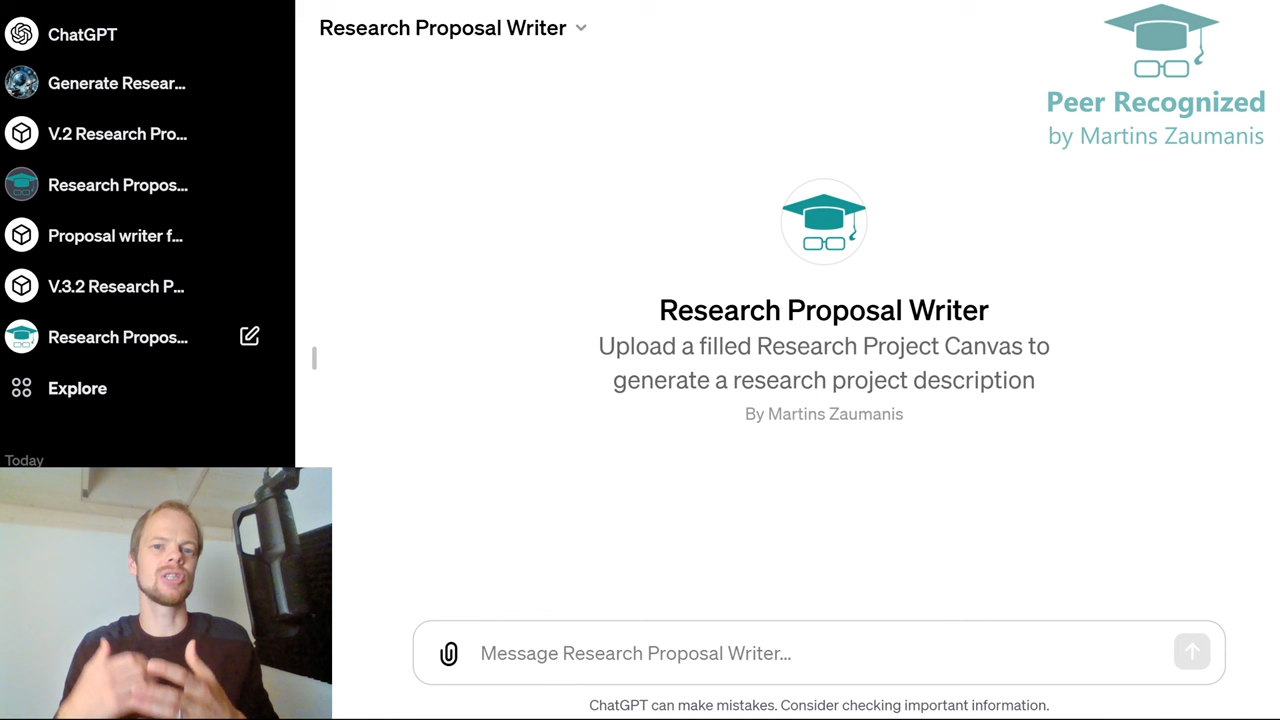 ChatGPT
Generate Resear...
V.2 Research Pro...
Research Propos...
Proposal writer f...
V.3.2 Research P...
Research Propos...
Explore
Today
Research Proposal Writer
Peer Recognized
by Martins Zaumanis
Research Proposal Writer
Upload a filled Research Project Canvas to
generate a research project description
By Martins Zaumanis
Message Research Proposal Writer...
ChatGPT can make mistakes. Consider checking important information.